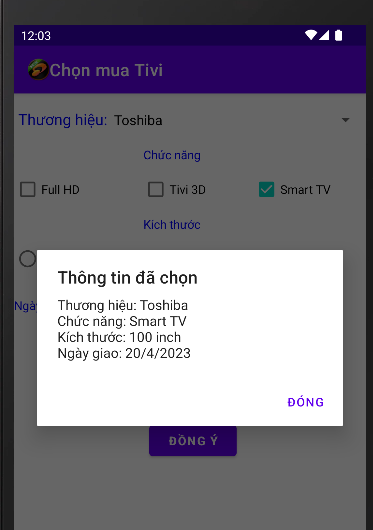 12:03
Chọn mua Tivi
Thương hiệu: Toshiba
Chức năng
Full HD Tivi 3D Smart TV
Kích thước
Thông tin đã chọn
Thương hiệu: Toshiba
Chức năng: Smart TV
Kích thước: 100 inch
Ngày giao: 20/4/2023
ĐÓNG
ĐỒNG Ý